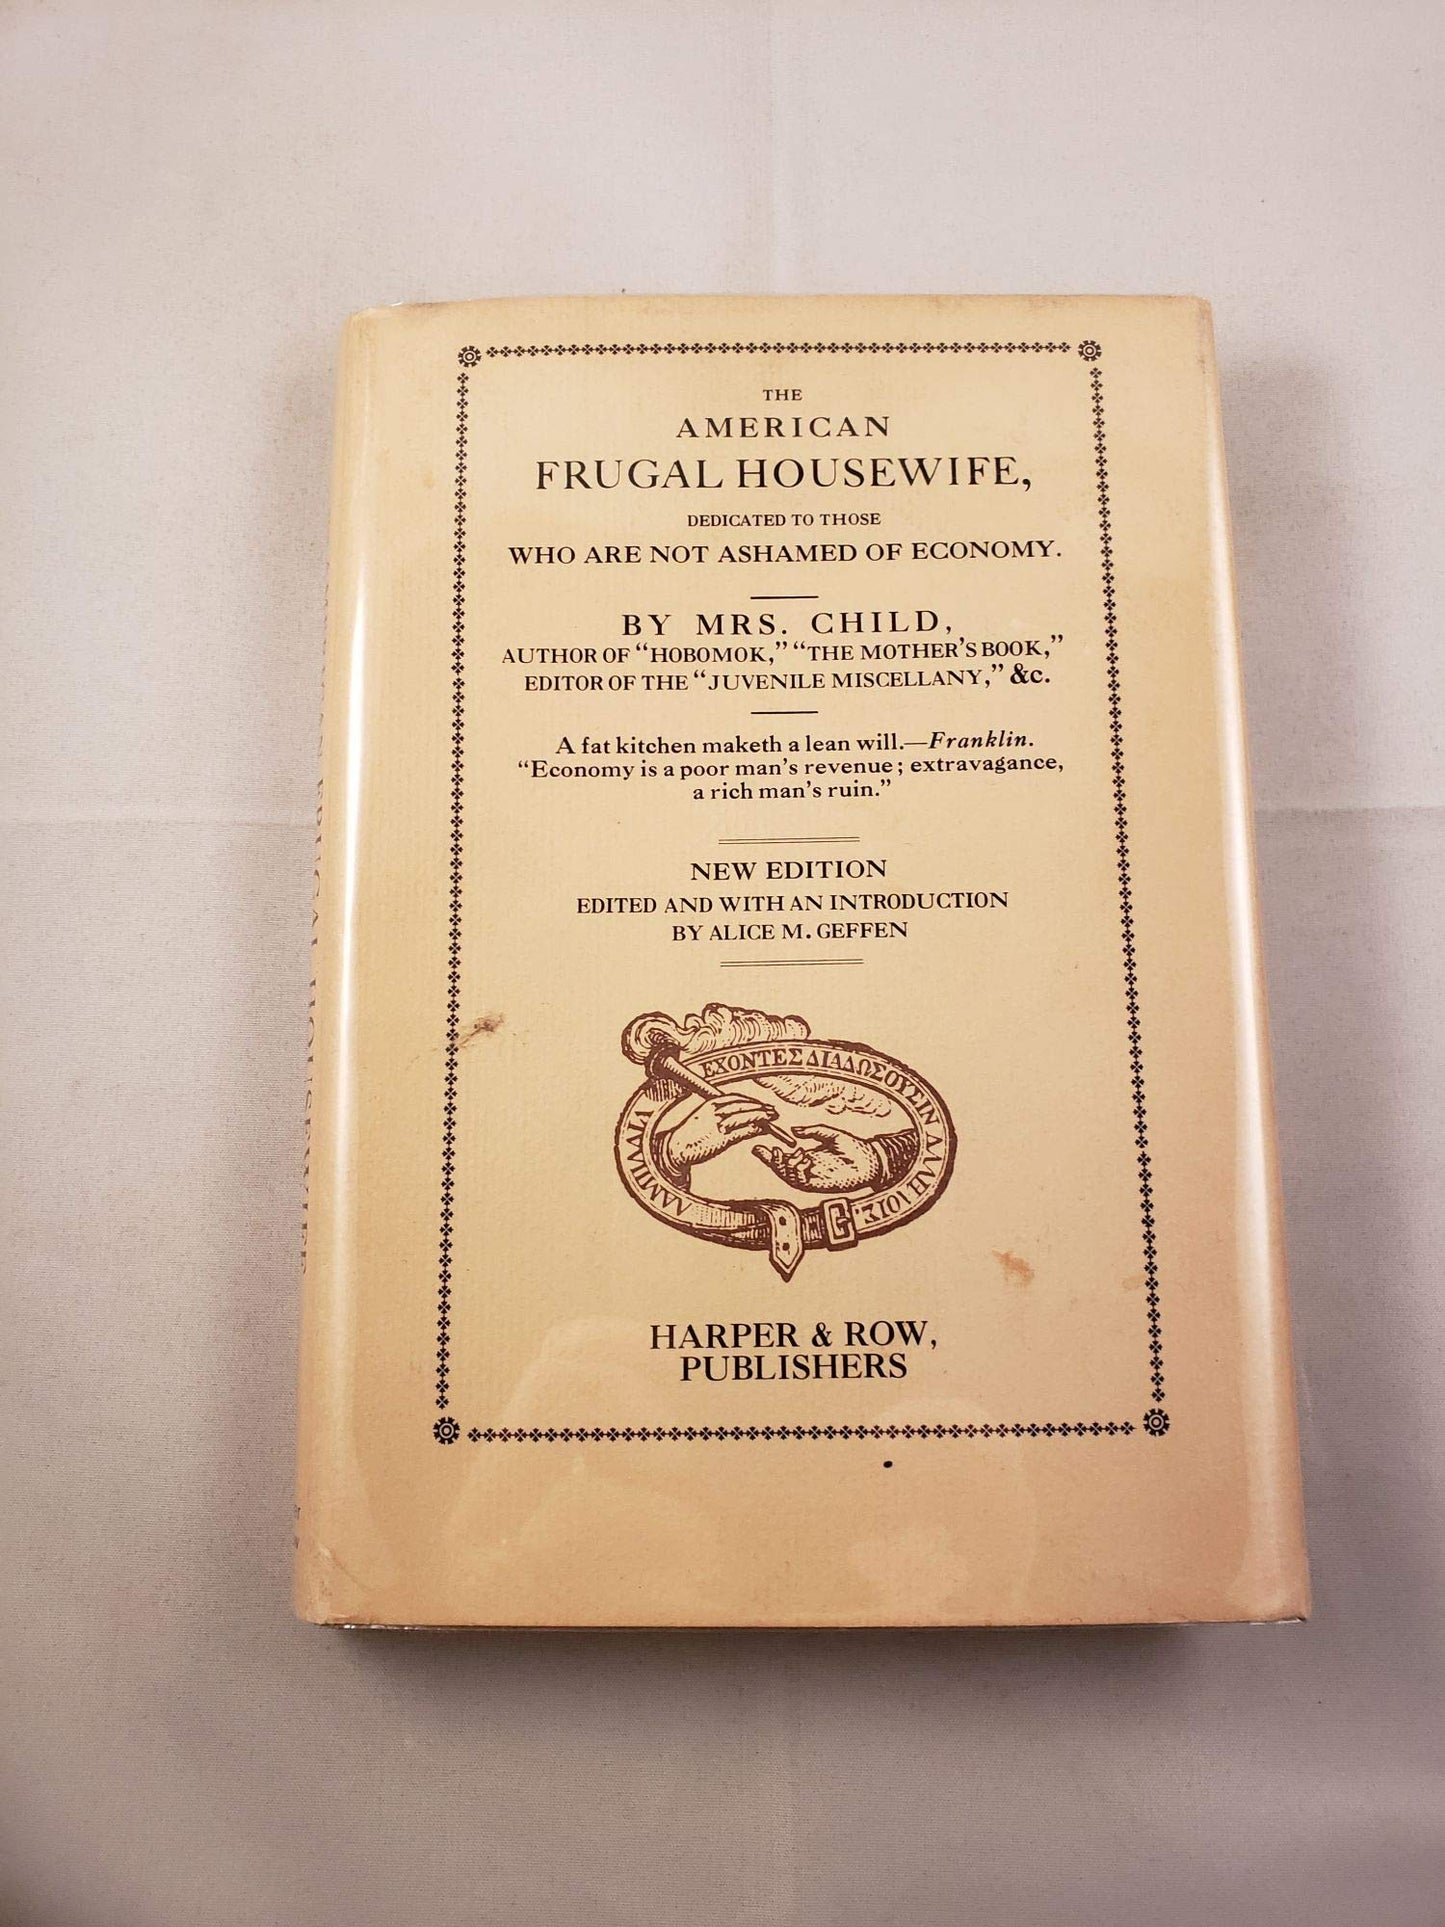 THE
AMERICAN
FRUGAL HOUSEWIFE,
DEDICATED TO THOSE
WHO ARE NOT ASHAMED OF ECONOMY.
BY MRS. CHILD,
AUTHOR OF “HOBOMOK,” “THE MOTHER’S BOOK,”
EDITOR OF THE “JUVENILE MISCELLANY,” &c.
A fat kitchen maketh a lean will.—Franklin.
“Economy is a poor man’s revenue; extravagance,
a rich man’s ruin.”
NEW EDITION
EDITED AND WITH AN INTRODUCTION
BY ALICE M. GEFFEN
ΛΑΜΠΑΔΙΑ ΕΧΟΝΤΕΣ ΔΙΑΔΩΣΟΥΣΙΝ ΑΛΛΗΛΟΙΣ
HARPER & ROW,
PUBLISHERS